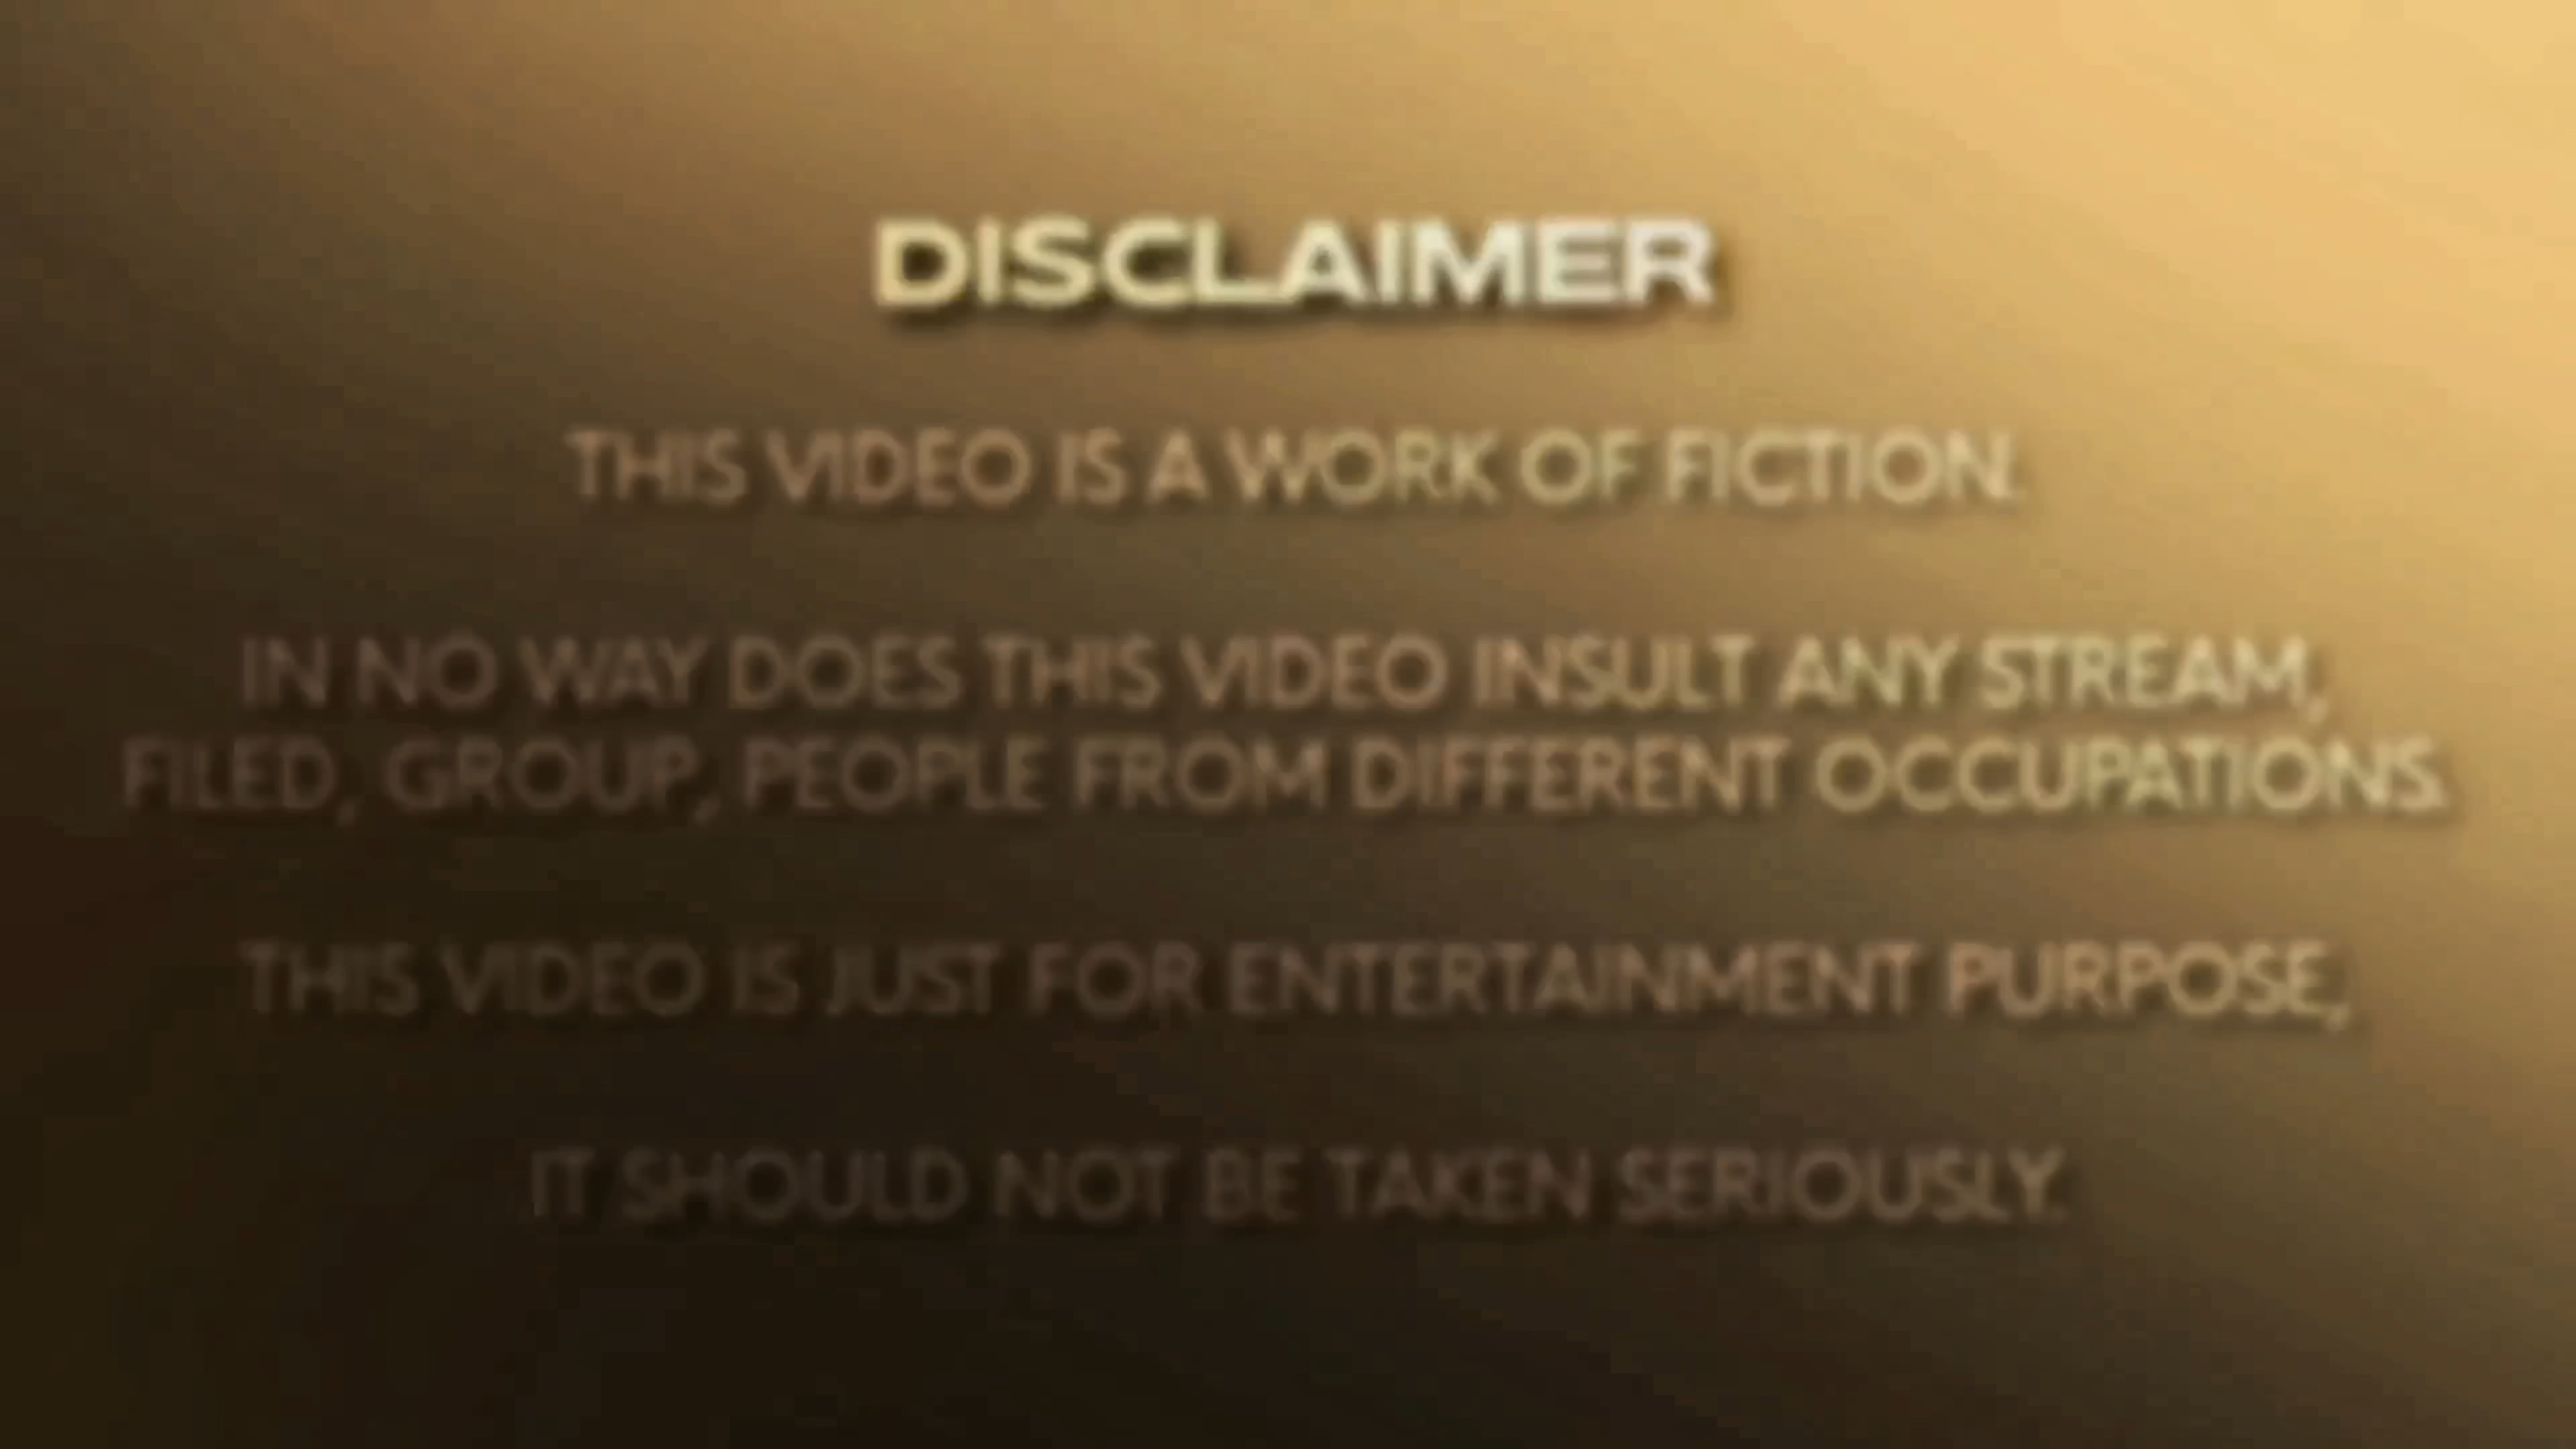 DISCLAIMER
THIS VIDEO IS A WORK OF FICTION.
IN NO WAY DOES THIS VIDEO INSULT ANY STREAM,
FILED, GROUP, PEOPLE FROM DIFFERENT OCCUPATIONS.
THIS VIDEO IS JUST FOR ENTERTAINMENT PURPOSE,
IT SHOULD NOT BE TAKEN SERIOUSLY.